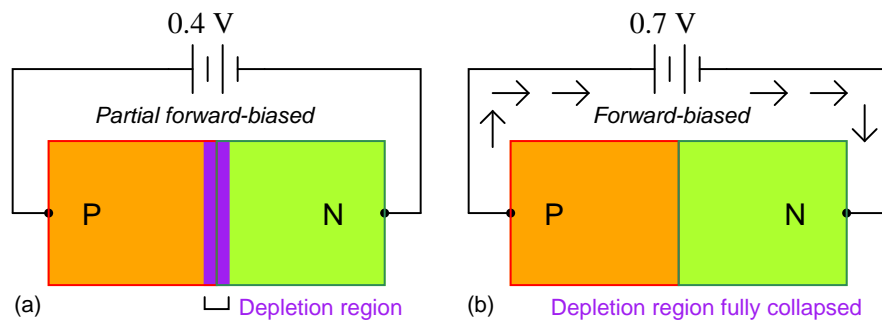 0.4 V
Partial forward-biased
P
N
(a)
Depletion region
0.7 V
Forward-biased
P
N
(b)
Depletion region fully collapsed